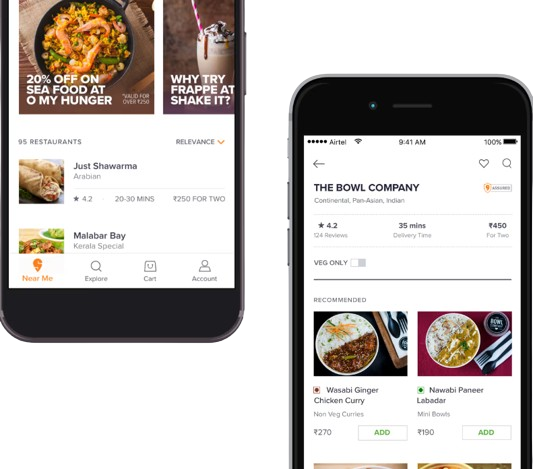 20% OFF ON
SEA FOOD AT
O MY HUNGER
*VALID FOR
OVER ₹250
WHY TRY
FRAPPE AT
SHAKE IT?
95 RESTAURANTS
RELEVANCE
Just Shawarma
Arabian
★ 4.2
20-30 MINS
₹250 FOR TWO
Malabar Bay
Kerala Special
Near Me
Explore
Cart
Account
Airtel
9:41 AM
100%
THE BOWL COMPANY
ASSURED
Continental, Pan-Asian, Indian
★ 4.2
35 mins
₹450
124 Reviews
Delivery Time
For Two
VEG ONLY
RECOMMENDED
BOWL
Wasabi Ginger
Chicken Curry
Non Veg Curries
₹270
ADD
Nawabi Paneer
Labadar
Mini Bowls
₹190
ADD